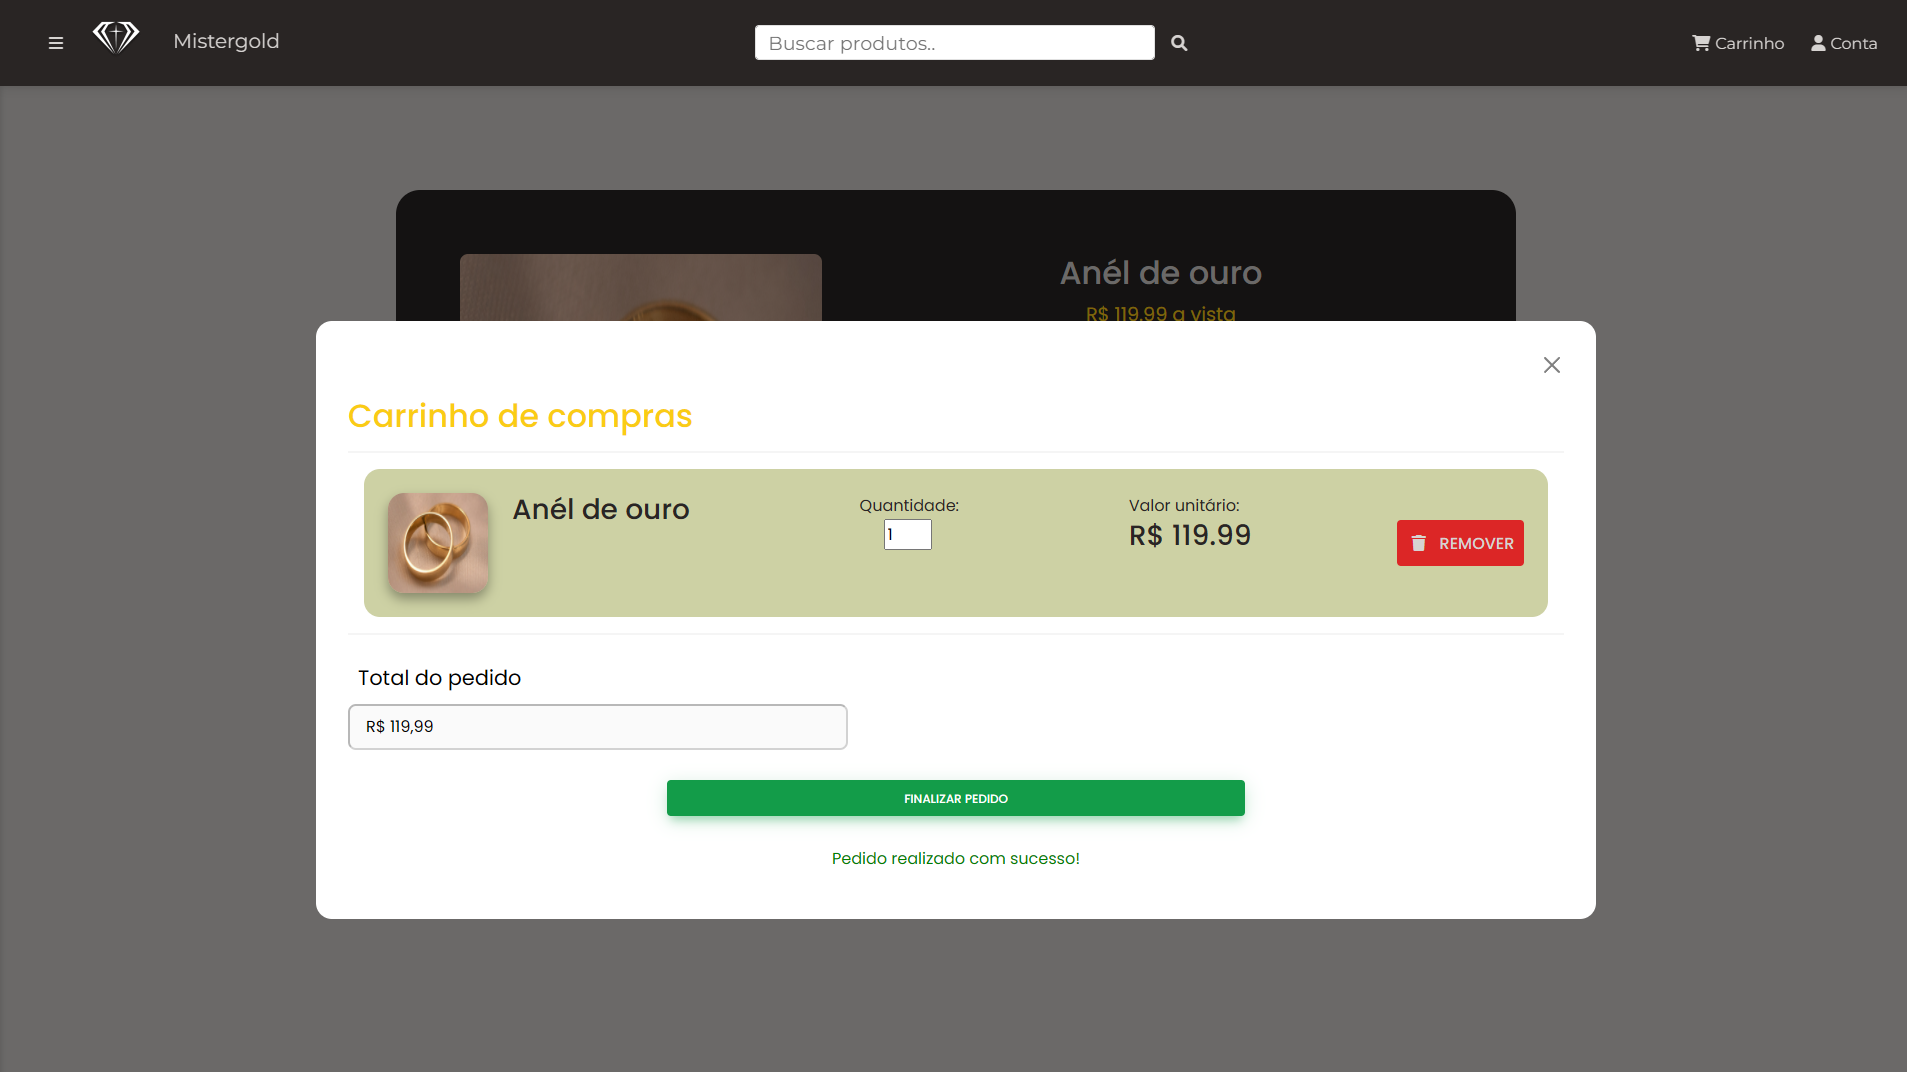 Mistergold
Buscar produtos..
Carrinho
Conta
Anél de ouro
R$ 119.99 a vista
Carrinho de compras
Anél de ouro
Quantidade:
1
Valor unitário:
R$ 119.99
REMOVER
Total do pedido
R$ 119,99
FINALIZAR PEDIDO
Pedido realizado com sucesso!